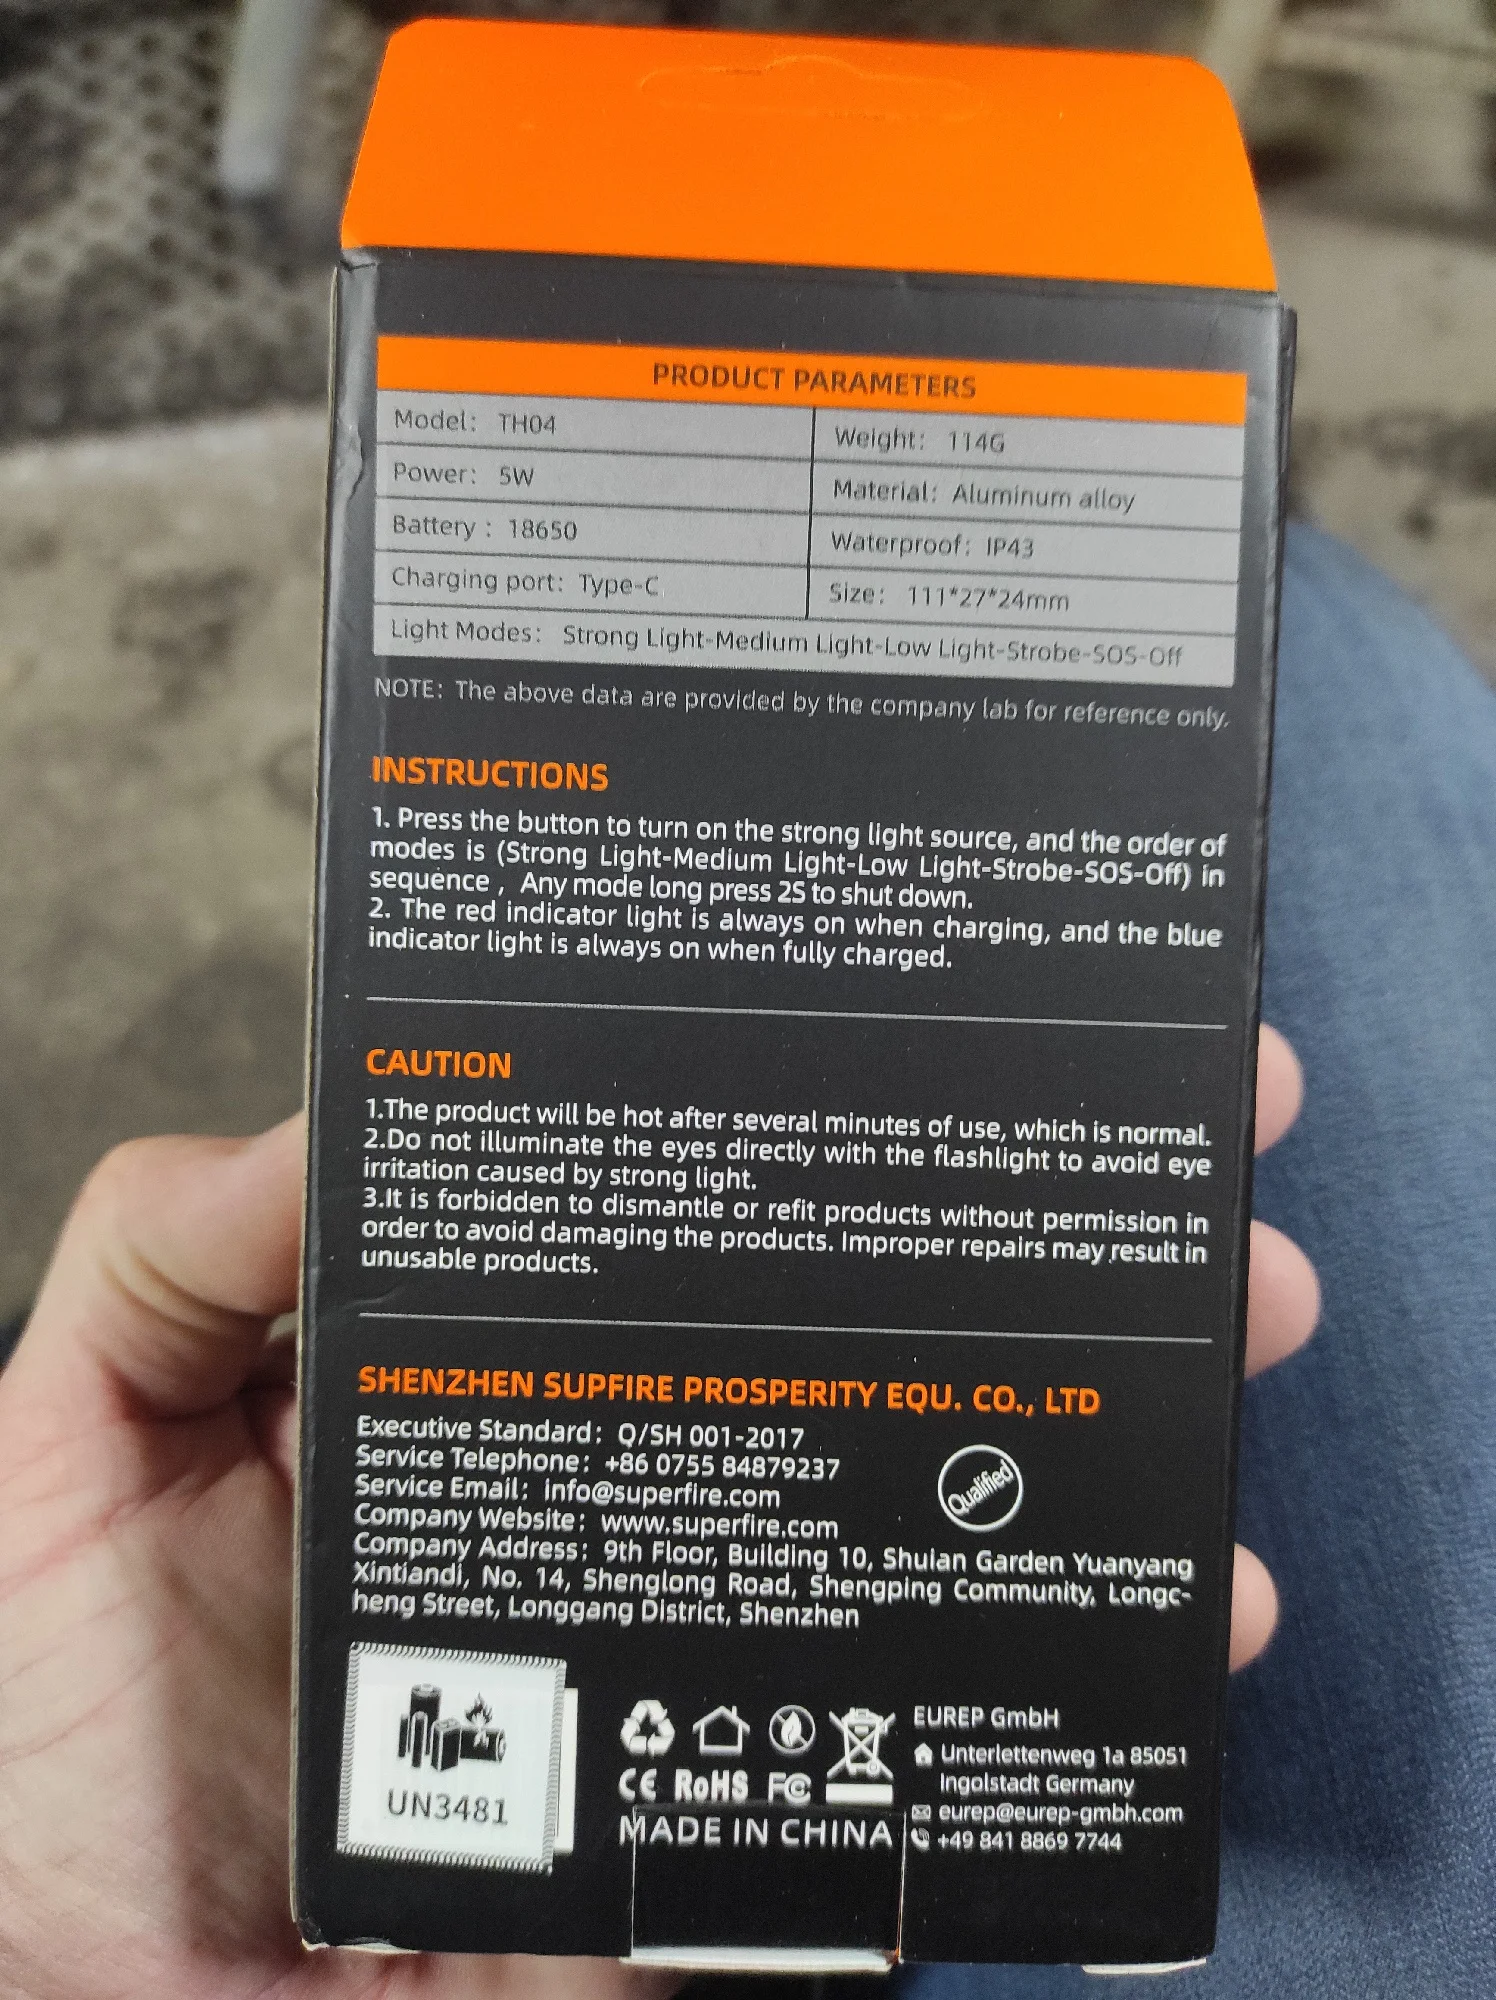 PRODUCT PARAMETERS
Model: TH04
Weight: 114G
Power: 5W
Material: Aluminum alloy
Battery : 18650
Waterproof: IP43
Charging port: Type-C
Size: 111*27*24mm
Light Modes: Strong Light-Medium Light-Low Light-Strobe-SOS-Off
NOTE: The above data are provided by the company lab for reference only.
INSTRUCTIONS
1. Press the button to turn on the strong light source, and the order of
modes is (Strong Light-Medium Light-Low Light-Strobe-SOS-Off) in
sequence , Any mode long press 2S to shut down.
2. The red indicator light is always on when charging, and the blue
indicator light is always on when fully charged.
CAUTION
1.The product will be hot after several minutes of use, which is normal.
2.Do not illuminate the eyes directly with the flashlight to avoid eye
irritation caused by strong light.
3.It is forbidden to dismantle or refit products without permission in
order to avoid damaging the products. Improper repairs may result in
unusable products.
SHENZHEN SUPFIRE PROSPERITY EQU. CO., LTD
Executive Standard: Q/SH 001-2017
Service Telephone: +86 0755 84879237
Service Email: info@superfire.com
Company Website: www.superfire.com
Qualified
Company Address: 9th Floor, Building 10, Shuian Garden Yuanyang
Xintiandi, No. 14, Shenglong Road, Shengping Community, Longc-
heng Street, Longgang District, Shenzhen
UN3481
CE RoHS FC
MADE IN CHINA
EUREP GmbH
Unterlettenweg 1a 85051
Ingolstadt Germany
eurep@eurep-gmbh.com
+49 841 8869 7744